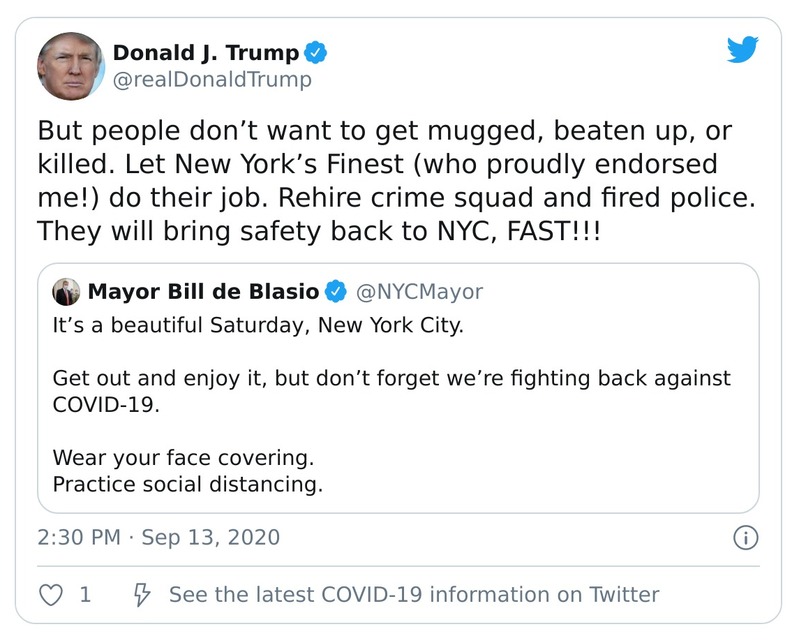 Donald J. Trump
@realDonaldTrump
But people don’t want to get mugged, beaten up, or
killed. Let New York’s Finest (who proudly endorsed
me!) do their job. Rehire crime squad and fired police.
They will bring safety back to NYC, FAST!!!
Mayor Bill de Blasio @NYCMayor
It’s a beautiful Saturday, New York City.
Get out and enjoy it, but don’t forget we’re fighting back against
COVID-19.
Wear your face covering.
Practice social distancing.
2:30 PM · Sep 13, 2020
1 See the latest COVID-19 information on Twitter